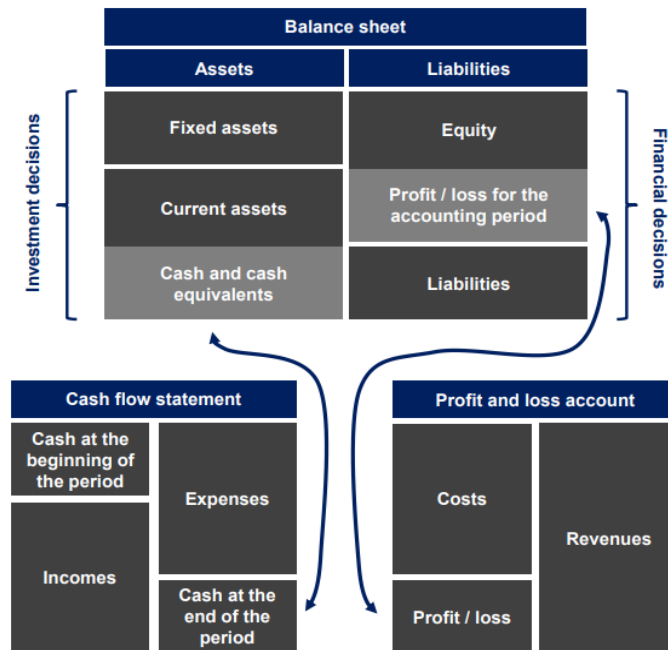 Balance sheet
Assets
Liabilities
Investment decisions
Fixed assets
Equity
Current assets
Profit / loss for the
accounting period
Cash and cash
equivalents
Liabilities
Financial decisions
Cash flow statement
Cash at the
beginning of
the period
Expenses
Incomes
Cash at the
end of the
period
Profit and loss account
Costs
Revenues
Profit / loss